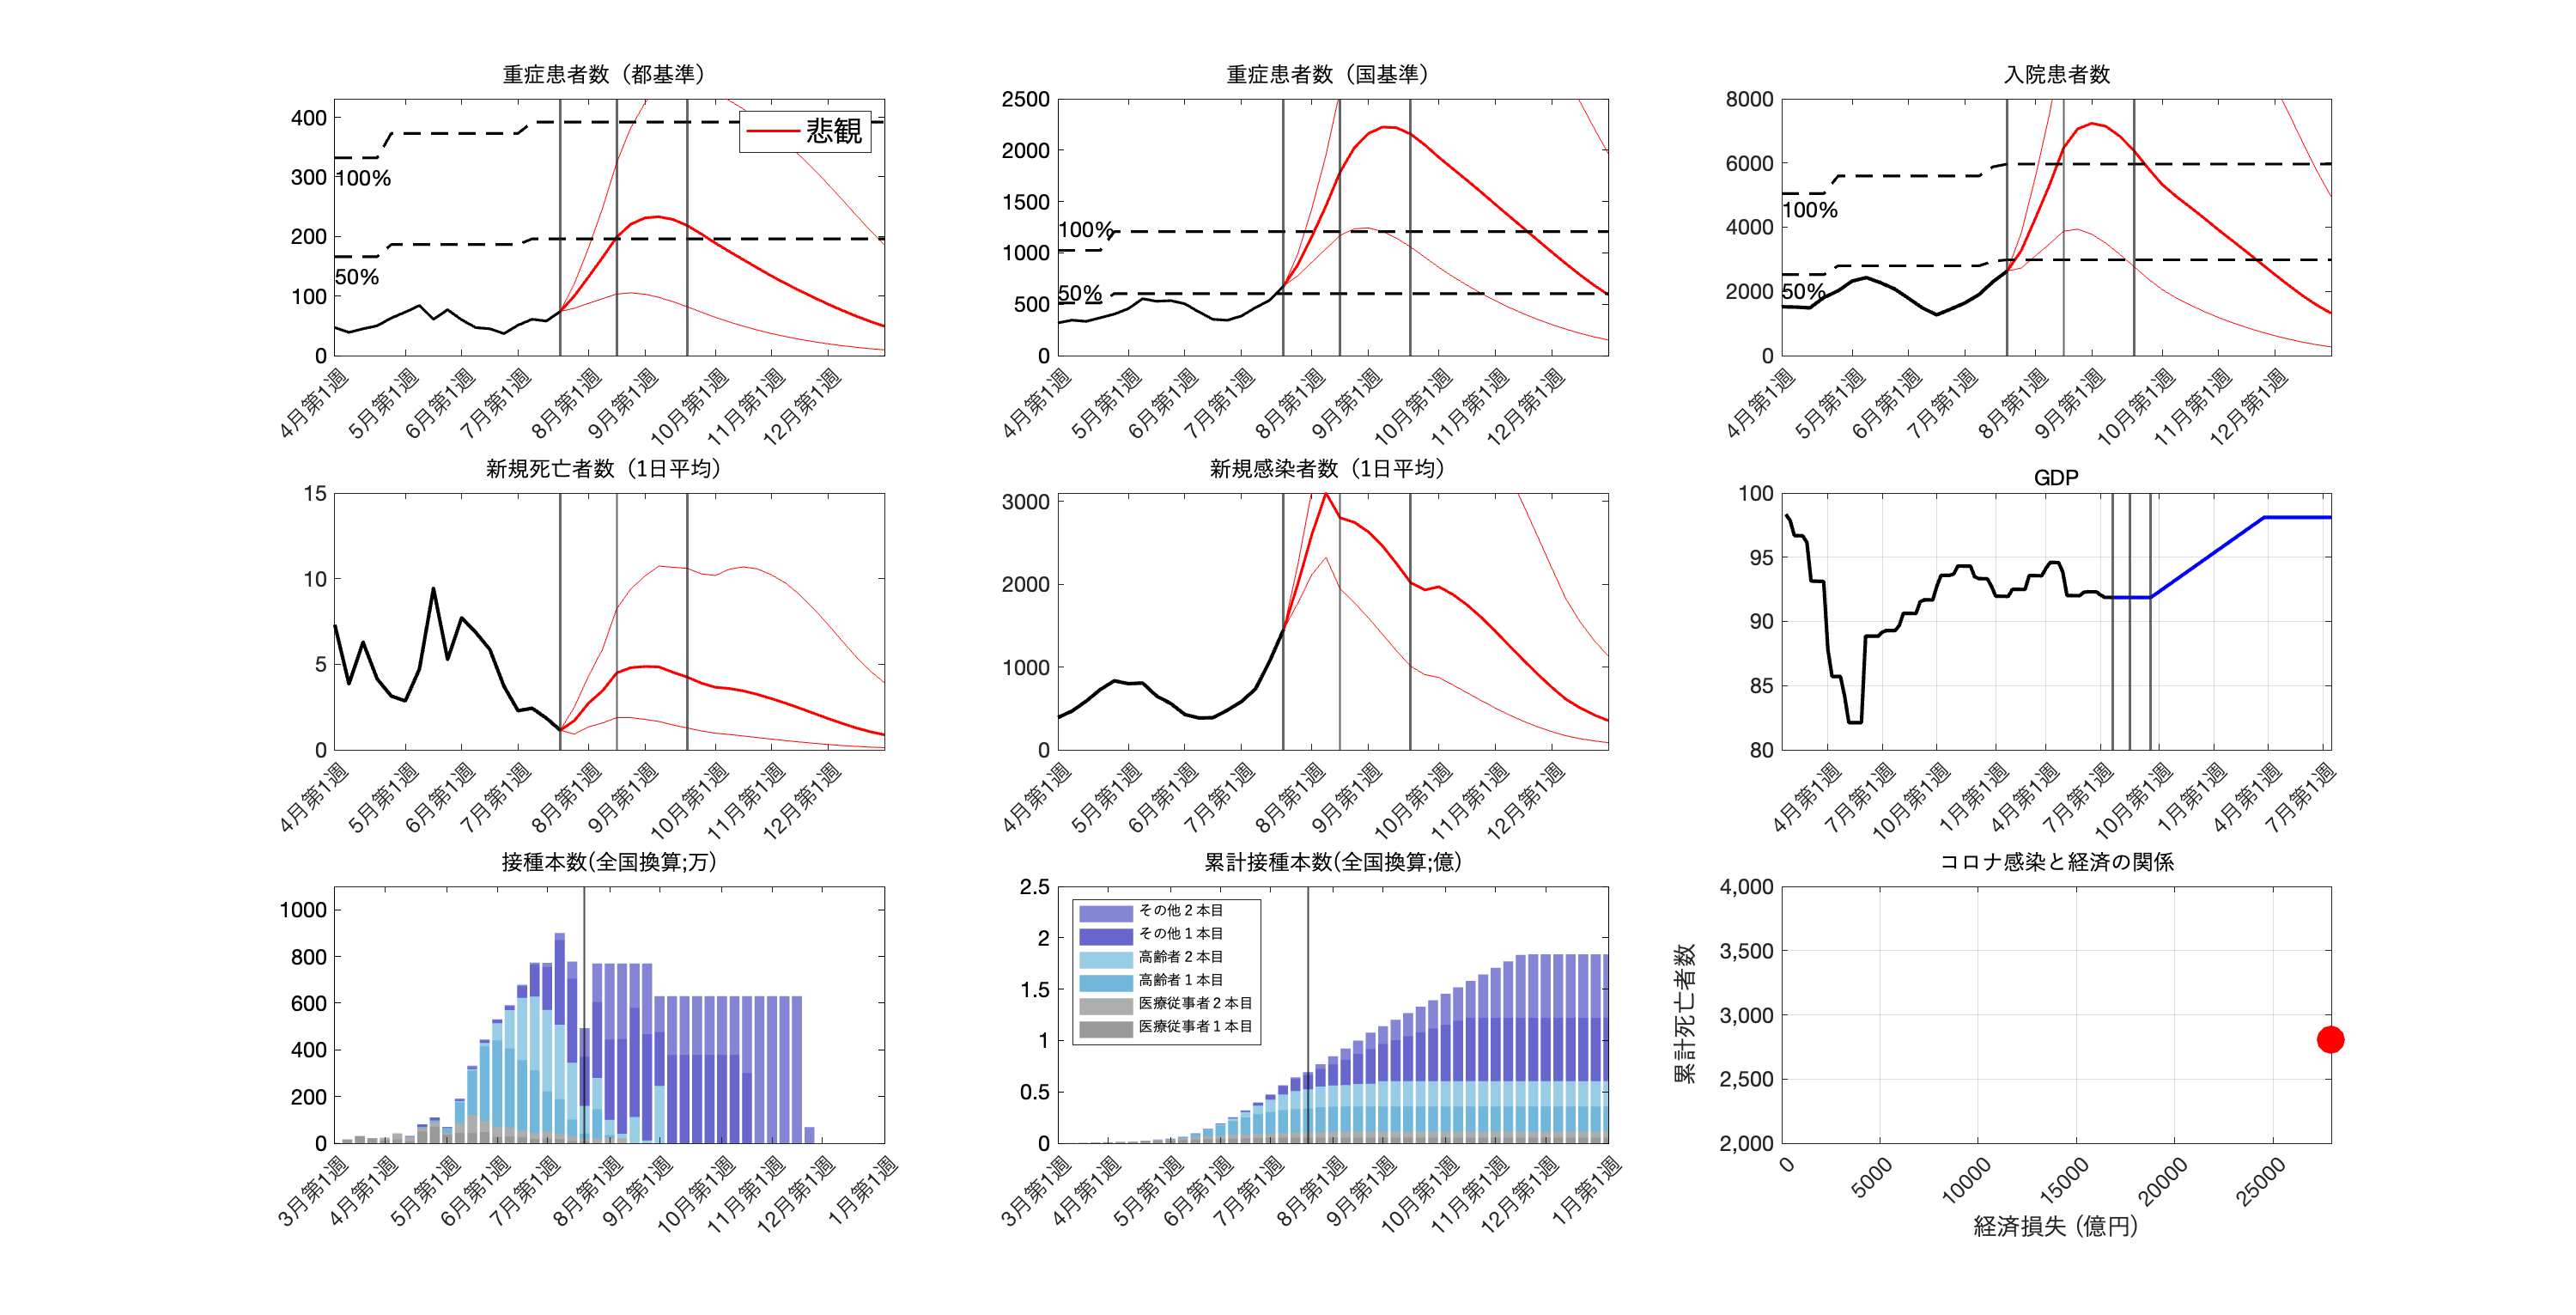 重症患者数（都基準）
400
300
200
100
0
100%
50%
悲観
4月第1週
5月第1週
6月第1週
7月第1週
8月第1週
9月第1週
10月第1週
11月第1週
12月第1週
重症患者数（国基準）
2500
2000
1500
1000
500
0
100%
50%
4月第1週
5月第1週
6月第1週
7月第1週
8月第1週
9月第1週
10月第1週
11月第1週
12月第1週
入院患者数
8000
6000
4000
2000
0
100%
50%
4月第1週
5月第1週
6月第1週
7月第1週
8月第1週
9月第1週
10月第1週
11月第1週
12月第1週
新規死亡者数（1日平均）
15
10
5
0
4月第1週
5月第1週
6月第1週
7月第1週
8月第1週
9月第1週
10月第1週
11月第1週
12月第1週
新規感染者数（1日平均）
3000
2000
1000
0
4月第1週
5月第1週
6月第1週
7月第1週
8月第1週
9月第1週
10月第1週
11月第1週
12月第1週
GDP
100
95
90
85
80
4月第1週
7月第1週
10月第1週
1月第1週
4月第1週
7月第1週
10月第1週
1月第1週
4月第1週
7月第1週
接種本数(全国換算;万)
1000
800
600
400
200
0
3月第1週
4月第1週
5月第1週
6月第1週
7月第1週
8月第1週
9月第1週
10月第1週
11月第1週
12月第1週
1月第1週
累計接種本数(全国換算;億)
2.5
2
1.5
1
0.5
0
その他２本目
その他１本目
高齢者２本目
高齢者１本目
医療従事者２本目
医療従事者１本目
3月第1週
4月第1週
5月第1週
6月第1週
7月第1週
8月第1週
9月第1週
10月第1週
11月第1週
12月第1週
1月第1週
コロナ感染と経済の関係
累計死亡者数
4,000
3,500
3,000
2,500
2,000
0
5000
10000
15000
20000
25000
経済損失 (億円)